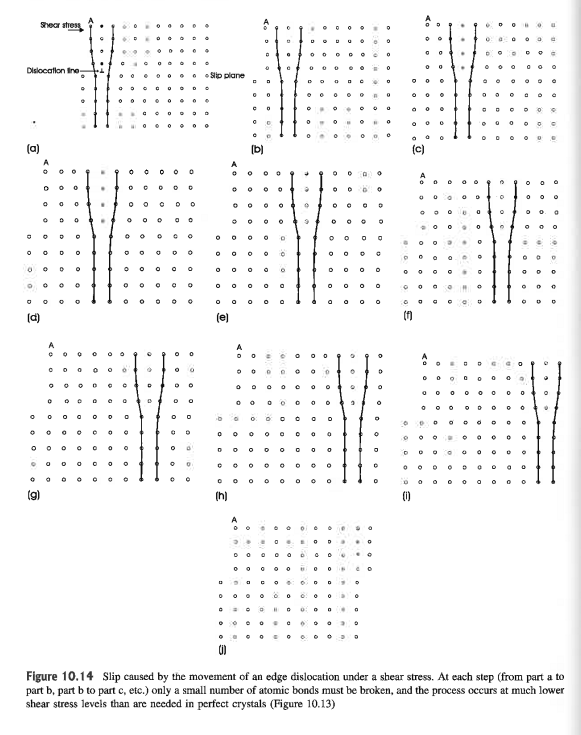 Shear stress
A
A
A
Dislocation line
Slip plane
(a)
(b)
(c)
A
A
A
(d)
(e)
(f)
A
A
A
(g)
(h)
(i)
A
(j)
Figure 10.14 Slip caused by the movement of an edge dislocation under a shear stress. At each step (from part a to
part b, part b to part c, etc.) only a small number of atomic bonds must be broken, and the process occurs at much lower
shear stress levels than are needed in perfect crystals (Figure 10.13)